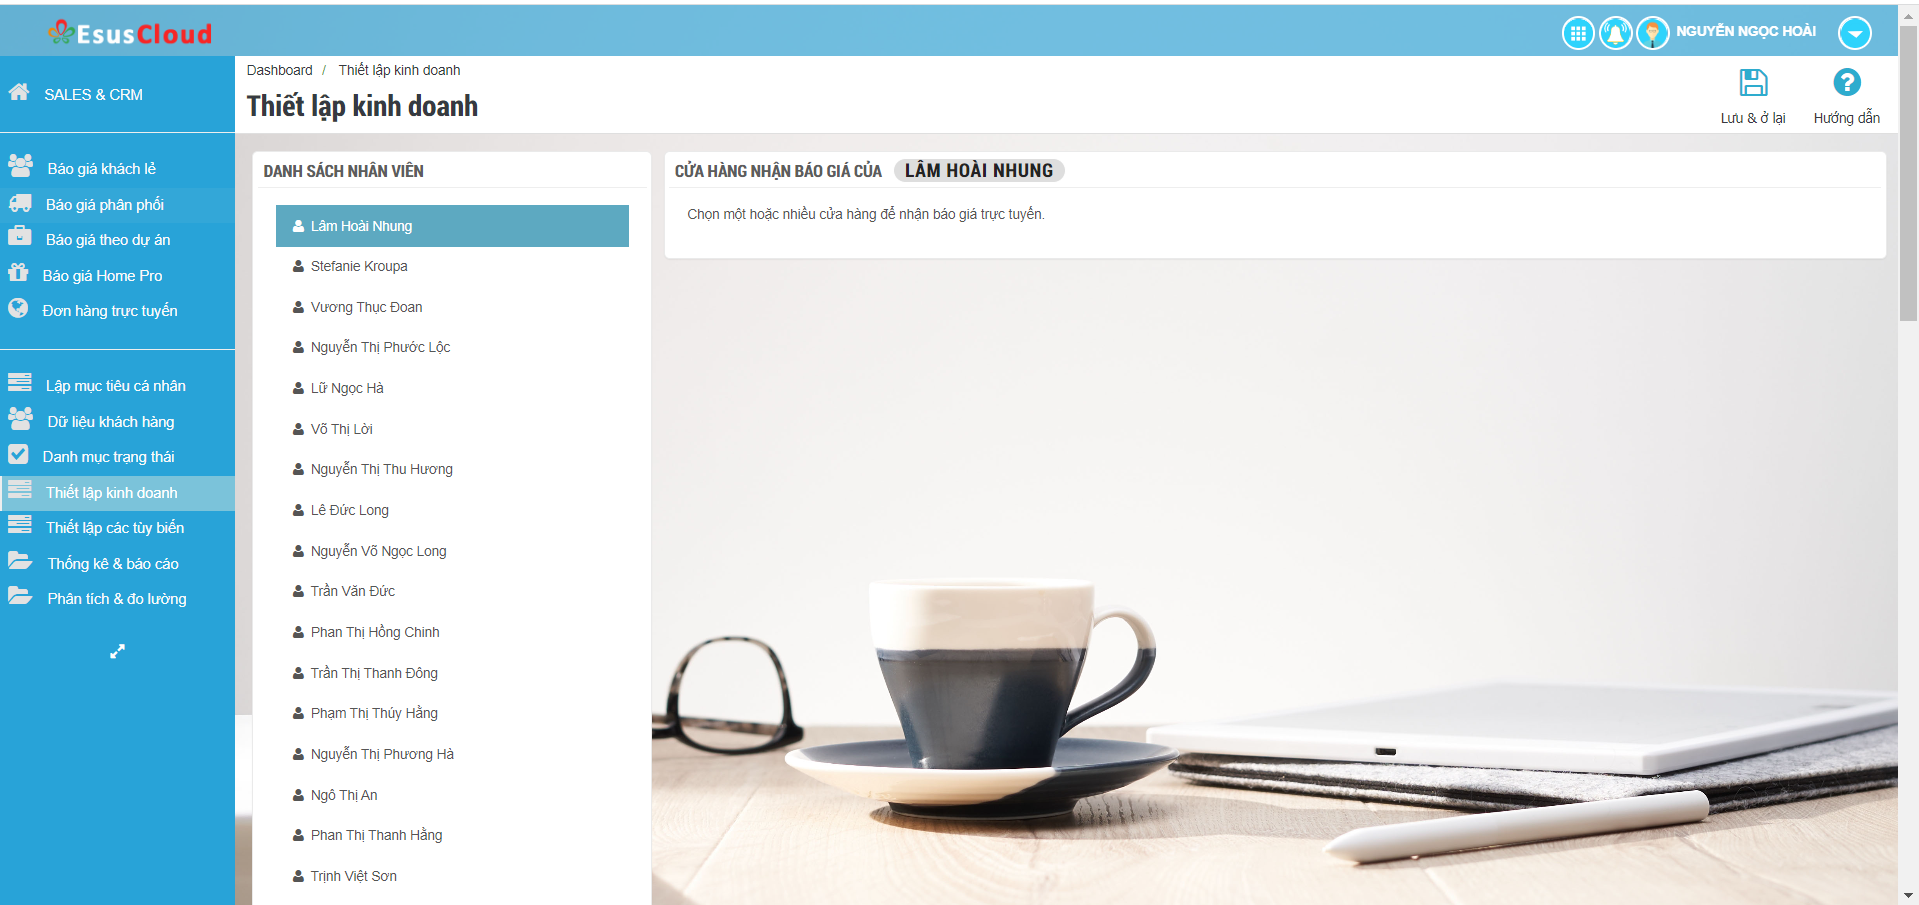 EsusCloud
NGUYỄN NGỌC HOÀI
SALES & CRM
Báo giá khách lẻ
Báo giá phân phối
Báo giá theo dự án
Báo giá Home Pro
Đơn hàng trực tuyến
Lập mục tiêu cá nhân
Dữ liệu khách hàng
Danh mục trạng thái
Thiết lập kinh doanh
Thiết lập các tùy biến
Thống kê & báo cáo
Phân tích & đo lường
Dashboard / Thiết lập kinh doanh
Thiết lập kinh doanh
Lưu & ở lại
Hướng dẫn
DANH SÁCH NHÂN VIÊN
Lâm Hoài Nhung
Stefanie Kroupa
Vương Thục Đoan
Nguyễn Thị Phước Lộc
Lữ Ngọc Hà
Võ Thị Lời
Nguyễn Thị Thu Hương
Lê Đức Long
Nguyễn Võ Ngọc Long
Trần Văn Đức
Phan Thị Hồng Chinh
Trần Thị Thanh Đông
Phạm Thị Thúy Hằng
Nguyễn Thị Phương Hà
Ngô Thị An
Phan Thị Thanh Hằng
Trịnh Việt Sơn
CỬA HÀNG NHẬN BÁO GIÁ CỦA LÂM HOÀI NHUNG
Chọn một hoặc nhiều cửa hàng để nhận báo giá trực tuyến.